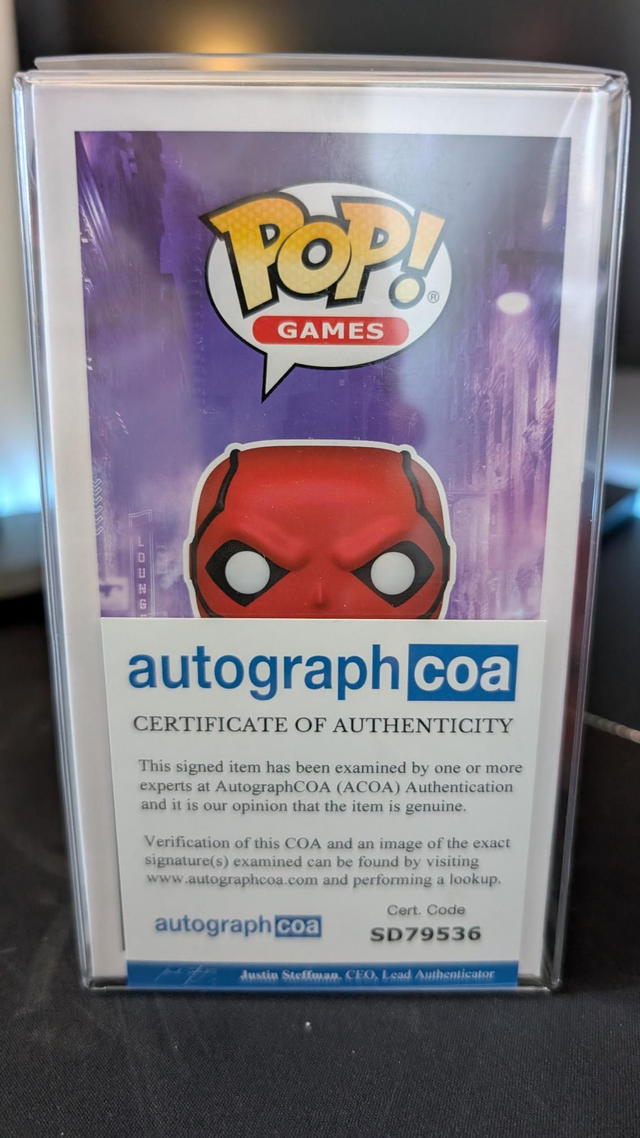 POP!
®
GAMES
LOUNG
autograph coa
CERTIFICATE OF AUTHENTICITY
This signed item has been examined by one or more
experts at AutographCOA (ACOA) Authentication
and it is our opinion that the item is genuine.
Verification of this COA and an image of the exact
signature(s) examined can be found by visiting
www.autographcoa.com and performing a lookup.
autograph coa
Cert. Code
SD79536
Justin Steffman, CEO, Lead Authenticator